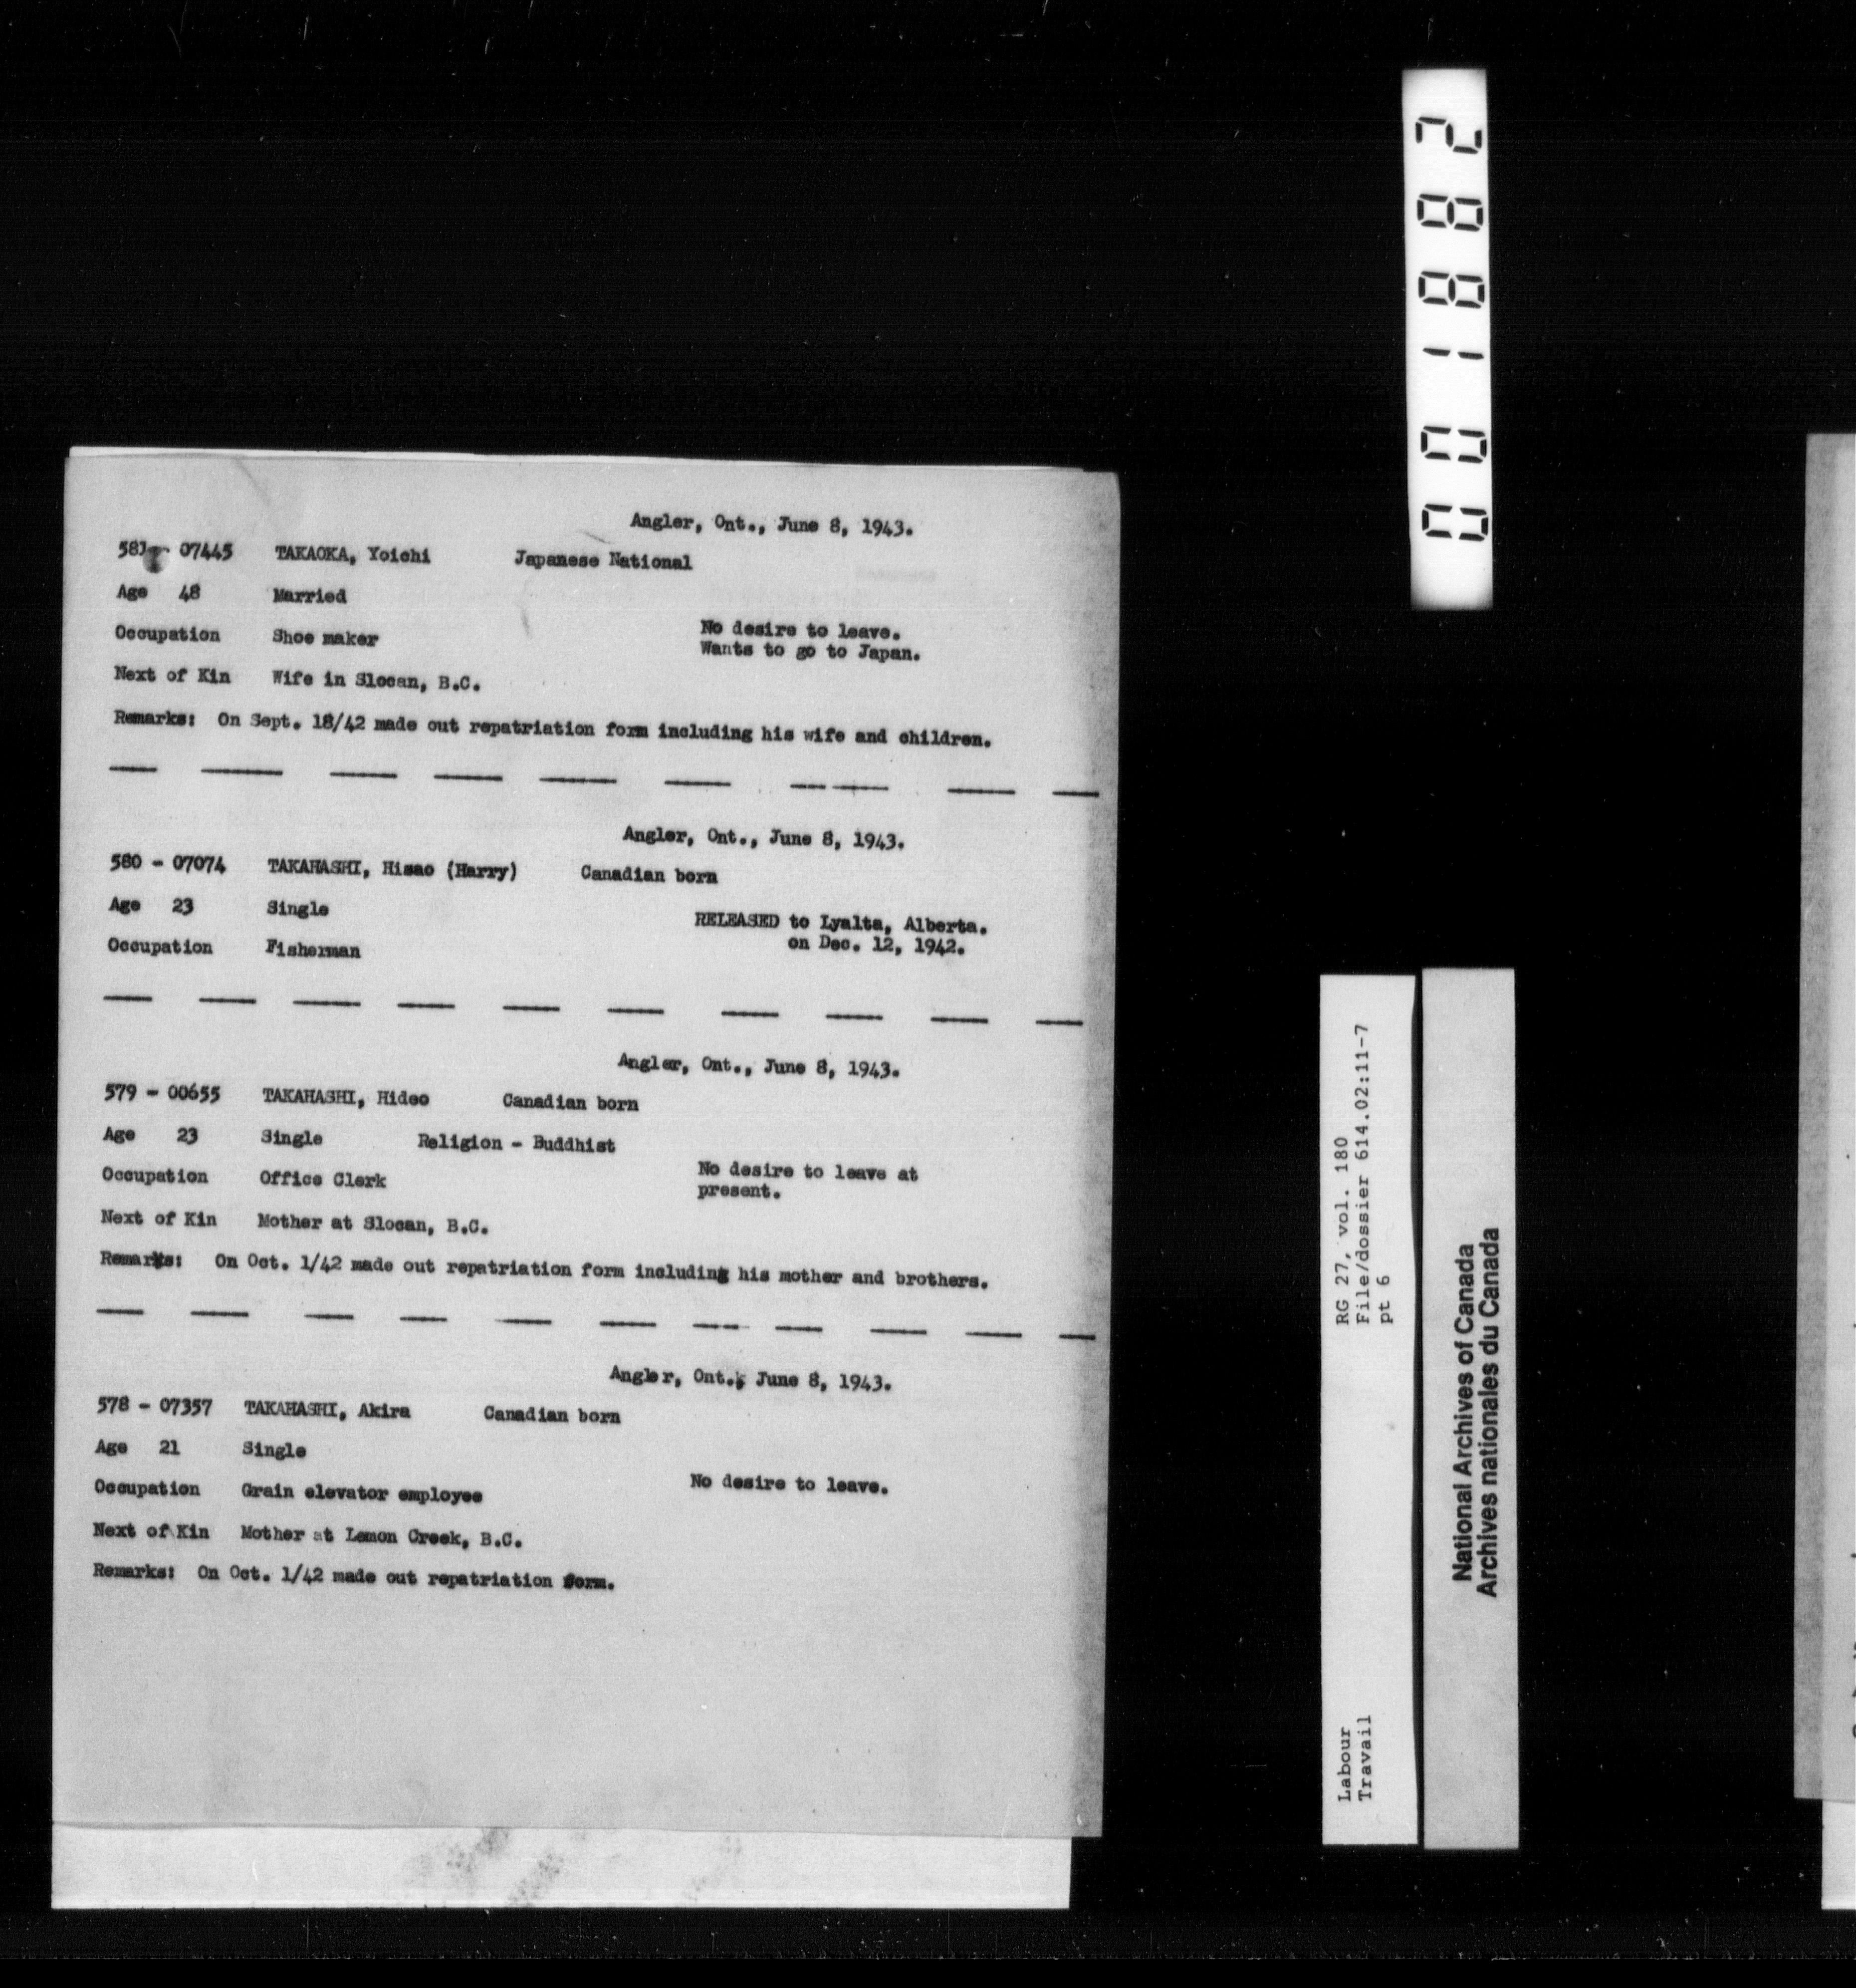 Angler, Ont., June 8, 1943.
581 - 07445 TAKAOKA, Yoichi Japanese National
Age 48 Married
Occupation Shoe maker No desire to leave.
Wants to go to Japan.
Next of Kin Wife in Slocan, B.C.
Remarks: On Sept. 18/42 made out repatriation form including his wife and children.
Angler, Ont., June 8, 1943.
580 - 07074 TAKAHASHI, Hisao (Harry) Canadian born
Age 23 Single
RELEASED to Lyalta, Alberta.
on Dec. 12, 1942.
Occupation Fisherman
Angler, Ont., June 8, 1943.
579 - 00655 TAKAHASHI, Hideo Canadian born
Age 23 Single Religion - Buddhist
Occupation Office Clerk No desire to leave at
present.
Next of Kin Mother at Slocan, B.C.
Remarks: On Oct. 1/42 made out repatriation form including his mother and brothers.
Angler, Ont., June 8, 1943.
578 - 07357 TAKAHASHI, Akira Canadian born
Age 21 Single
Occupation Grain elevator employee No desire to leave.
Next of Kin Mother at Lemon Creek, B.C.
Remarks: On Oct. 1/42 made out repatriation form.
001882
RG 27, vol. 180
File/dossier 614.02:11-7
pt 6
Labour
Travail
National Archives of Canada
Archives nationales du Canada